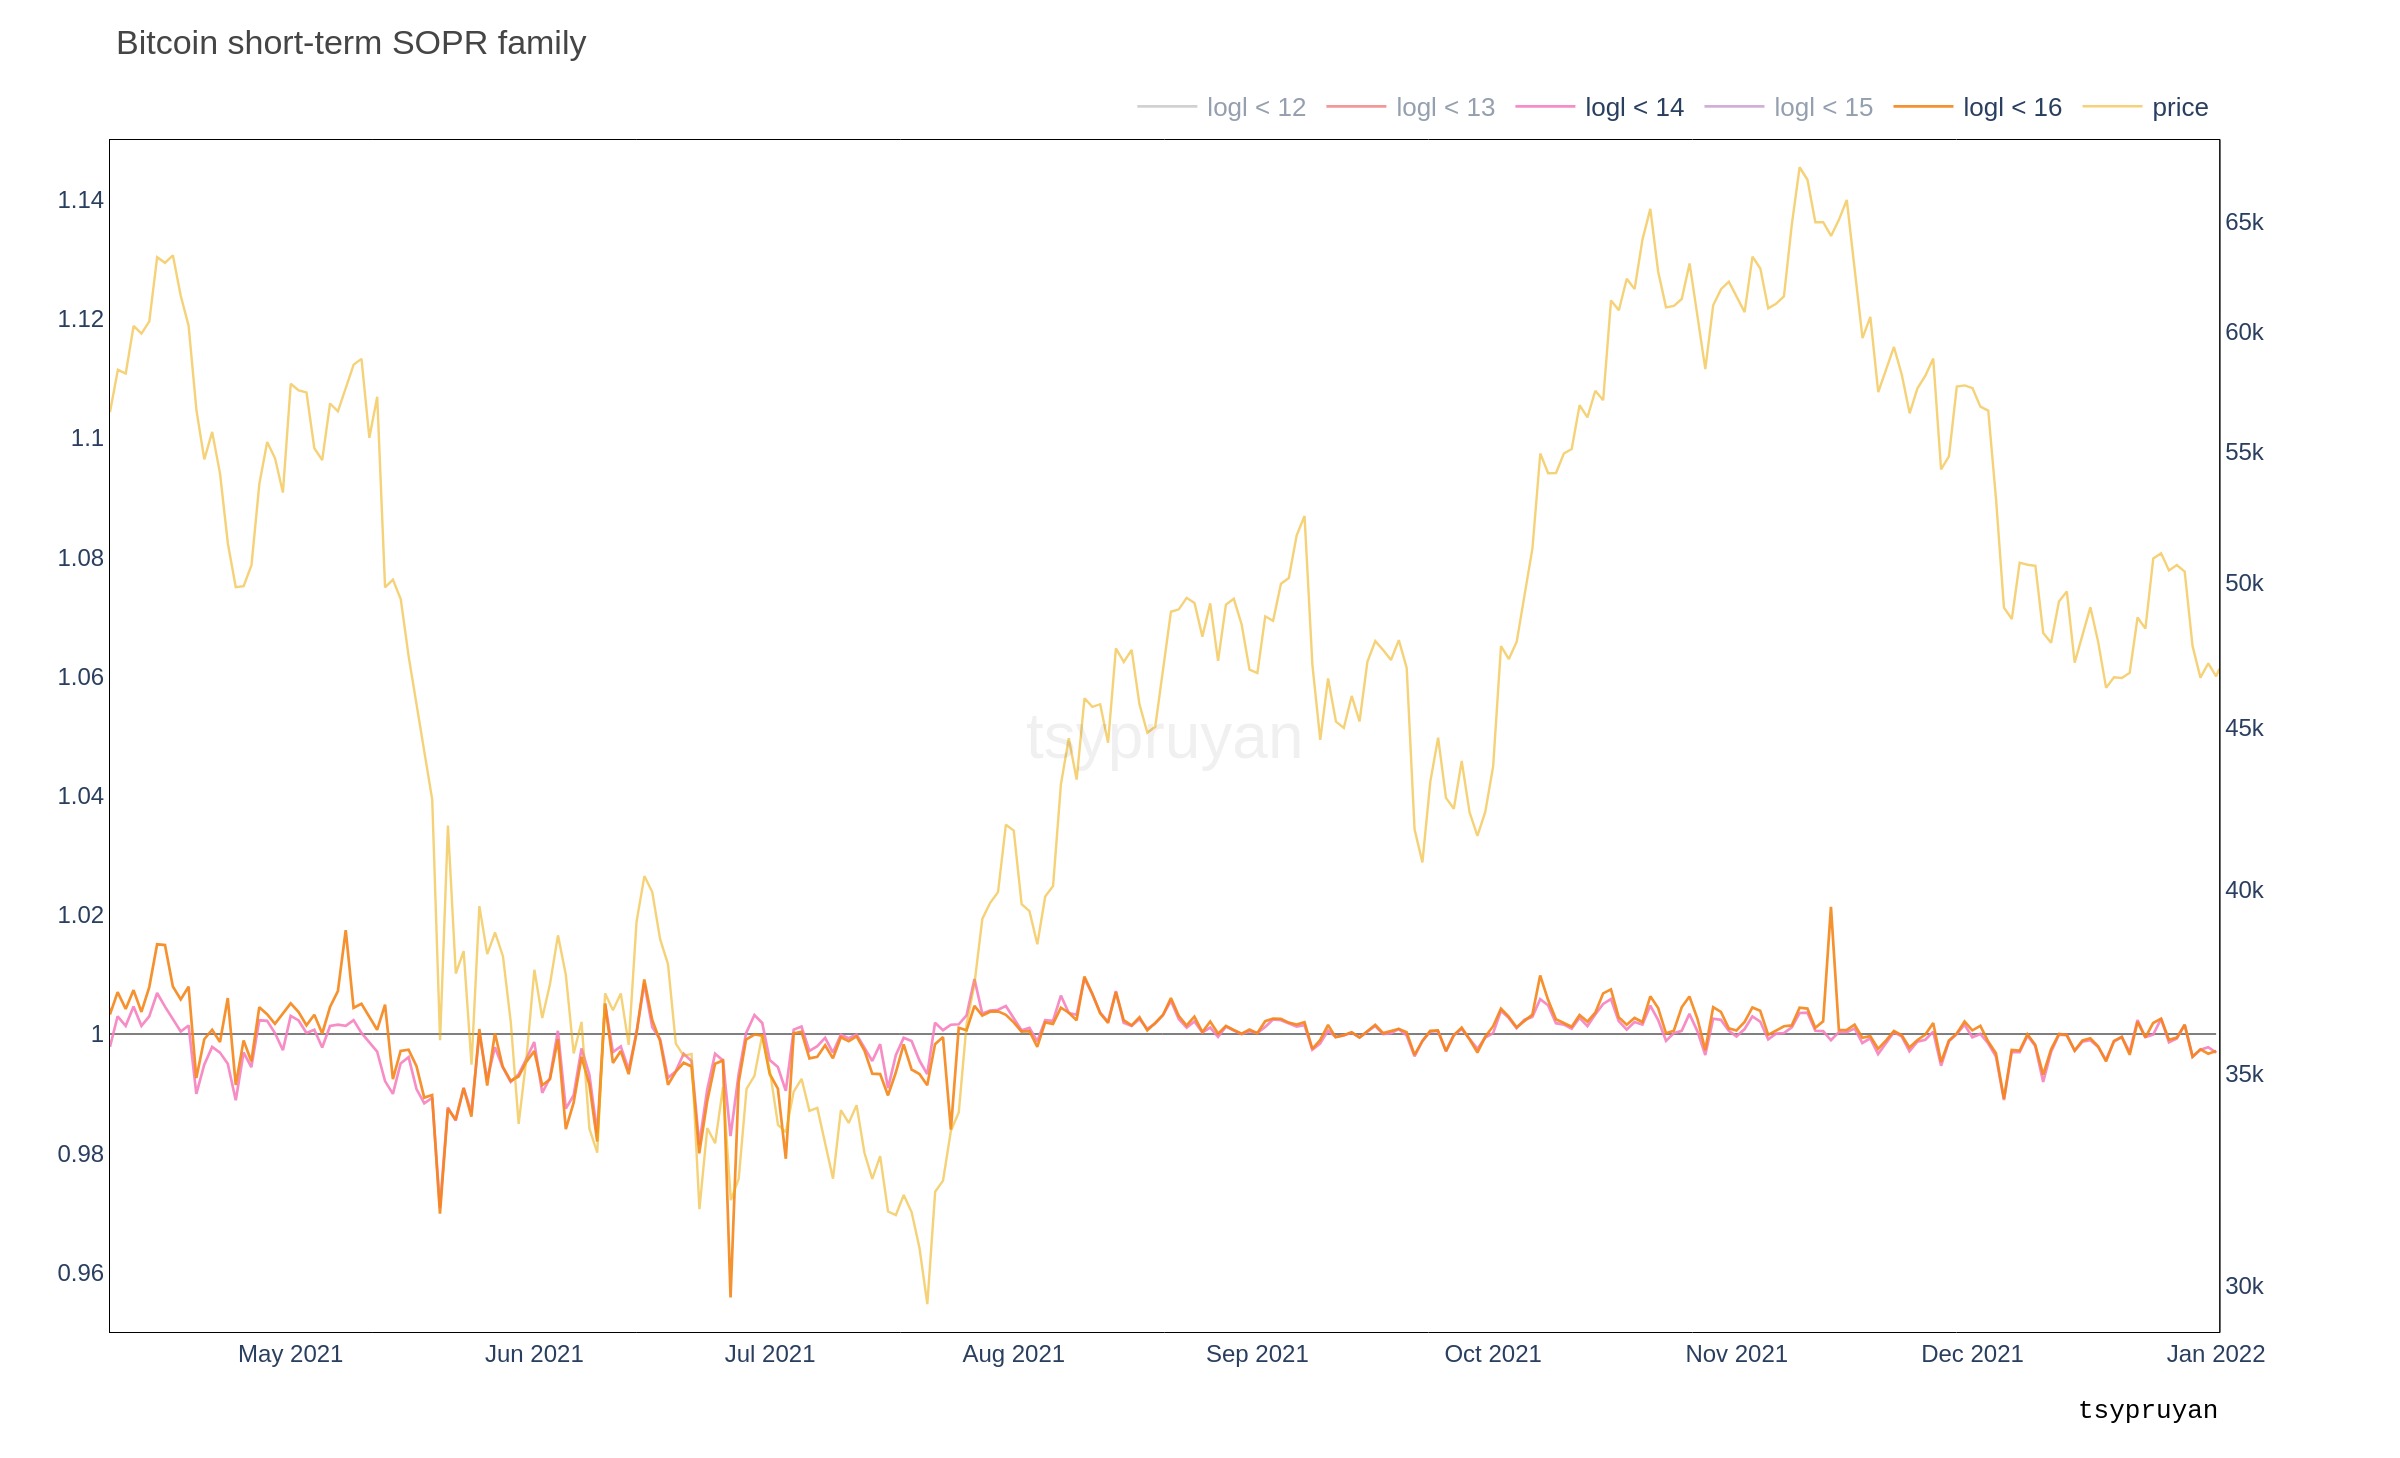 Bitcoin short-term SOPR family
logl < 12 logl < 13 logl < 14 logl < 15 logl < 16 price
1.14
1.12
1.1
1.08
1.06
1.04
1.02
1
0.98
0.96
65k
60k
55k
50k
45k
40k
35k
30k
tsypruyan
May 2021 Jun 2021 Jul 2021 Aug 2021 Sep 2021 Oct 2021 Nov 2021 Dec 2021 Jan 2022
tsypruyan